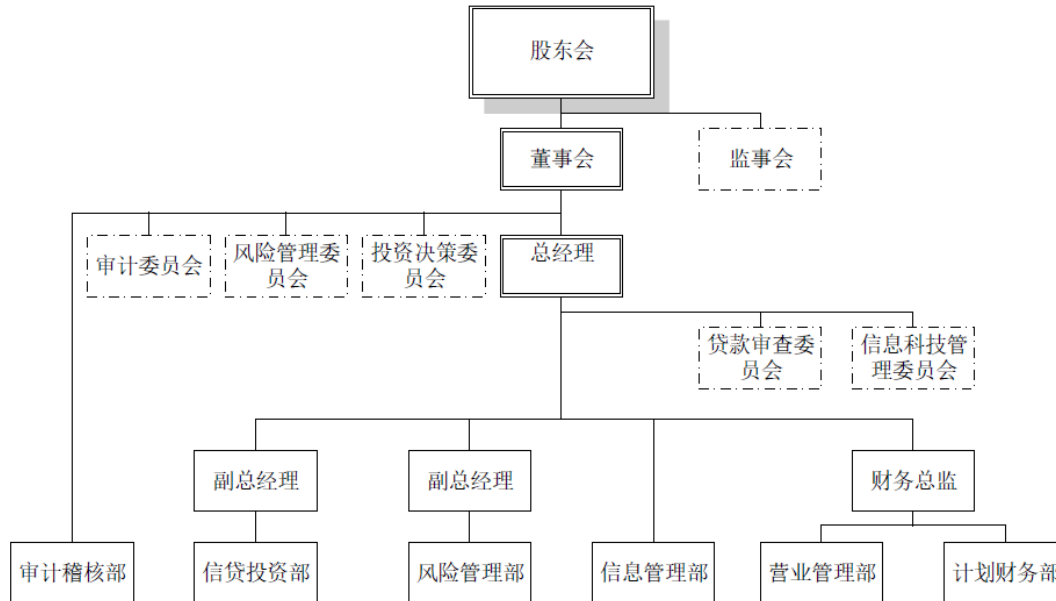 股东会
董事会
监事会
审计委员会
风险管理委
员会
投资决策委
员会
总经理
贷款审查委
员会
信息科技管
理委员会
副总经理
副总经理
财务总监
审计稽核部
信贷投资部
风险管理部
信息管理部
营业管理部
计划财务部